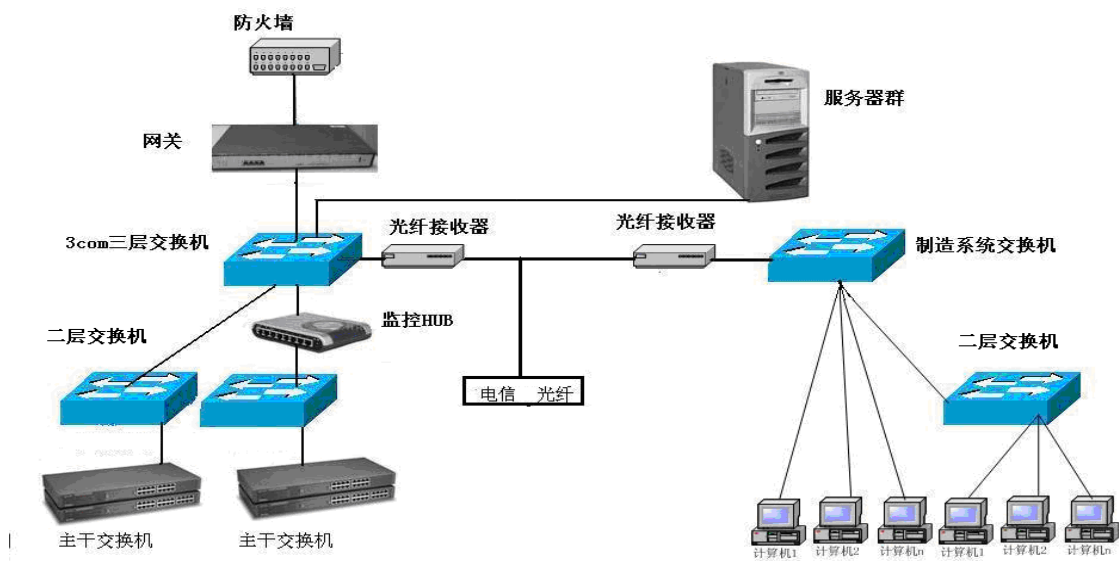 防火墙
服务器群
网关
光纤接收器
光纤接收器
3com三层交换机
制造系统交换机
监控HUB
二层交换机
二层交换机
电信 光纤
主干交换机
主干交换机
计算机1
计算机2
计算机n
计算机1
计算机2
计算机n